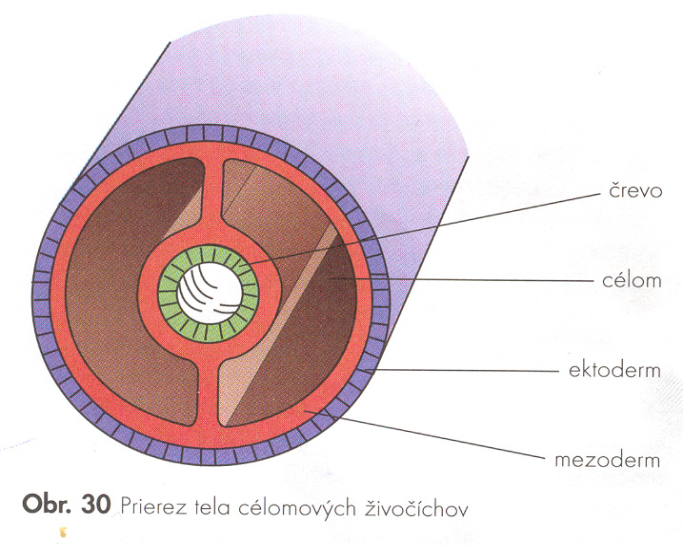 črevo
célom
ektoderm
mezoderm
Obr. 30 Prierez tela célomových živočíchov